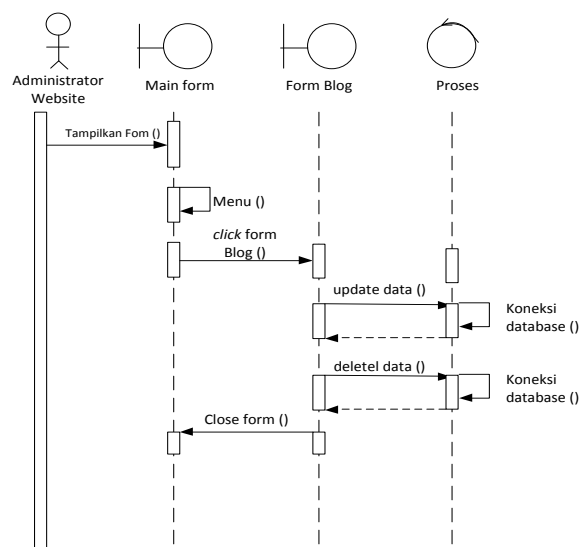 Administrator
Website
Main form
Form Blog
Proses
Tampilkan Fom ()
Menu ()
click form
Blog ()
update data ()
Koneksi
database ()
deletel data ()
Koneksi
database ()
Close form ()